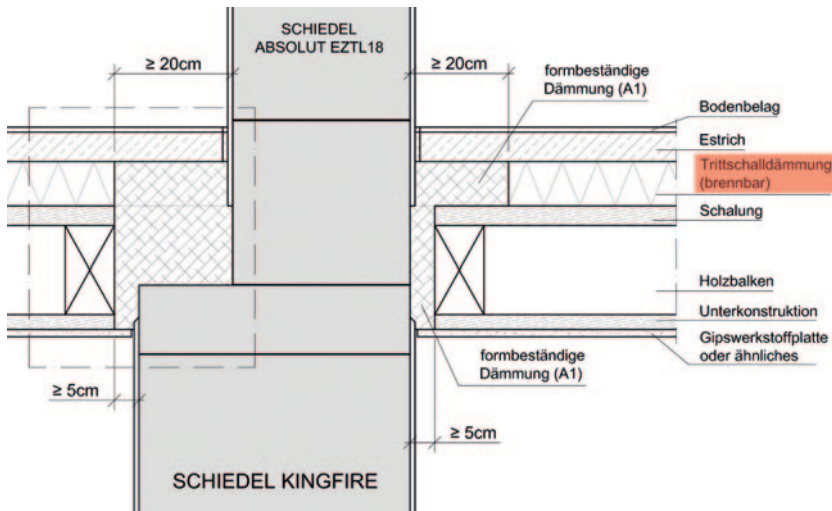 SCHIEDEL
ABSOLUT EZTL18
≥ 20cm
≥ 20cm
formbeständige
Dämmung (A1)
Bodenbelag
Estrich
Trittschalldämmung
(brennbar)
Schalung
Holzbalken
Unterkonstruktion
Gipswerkstoffplatte
oder ähnliches
formbeständige
Dämmung (A1)
≥ 5cm
≥ 5cm
SCHIEDEL KINGFIRE